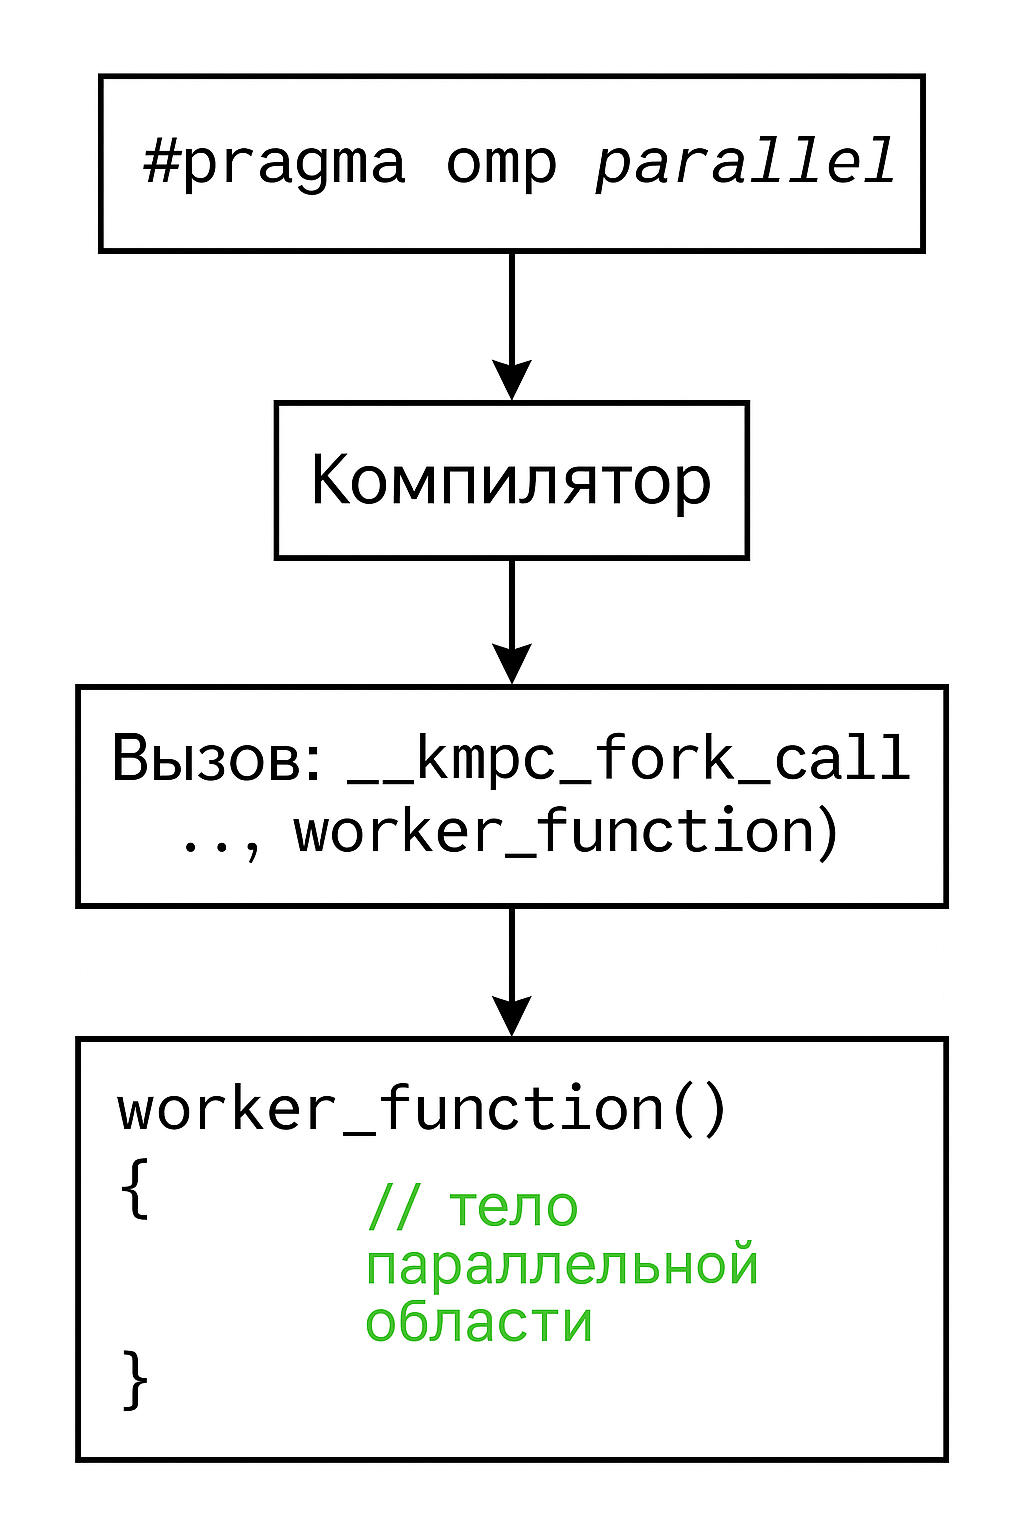 #pragma omp parallel
Компилятор
Вызов: __kmpc_fork_call
.., worker_function)
worker_function()
{
// тело
параллельной
области
}